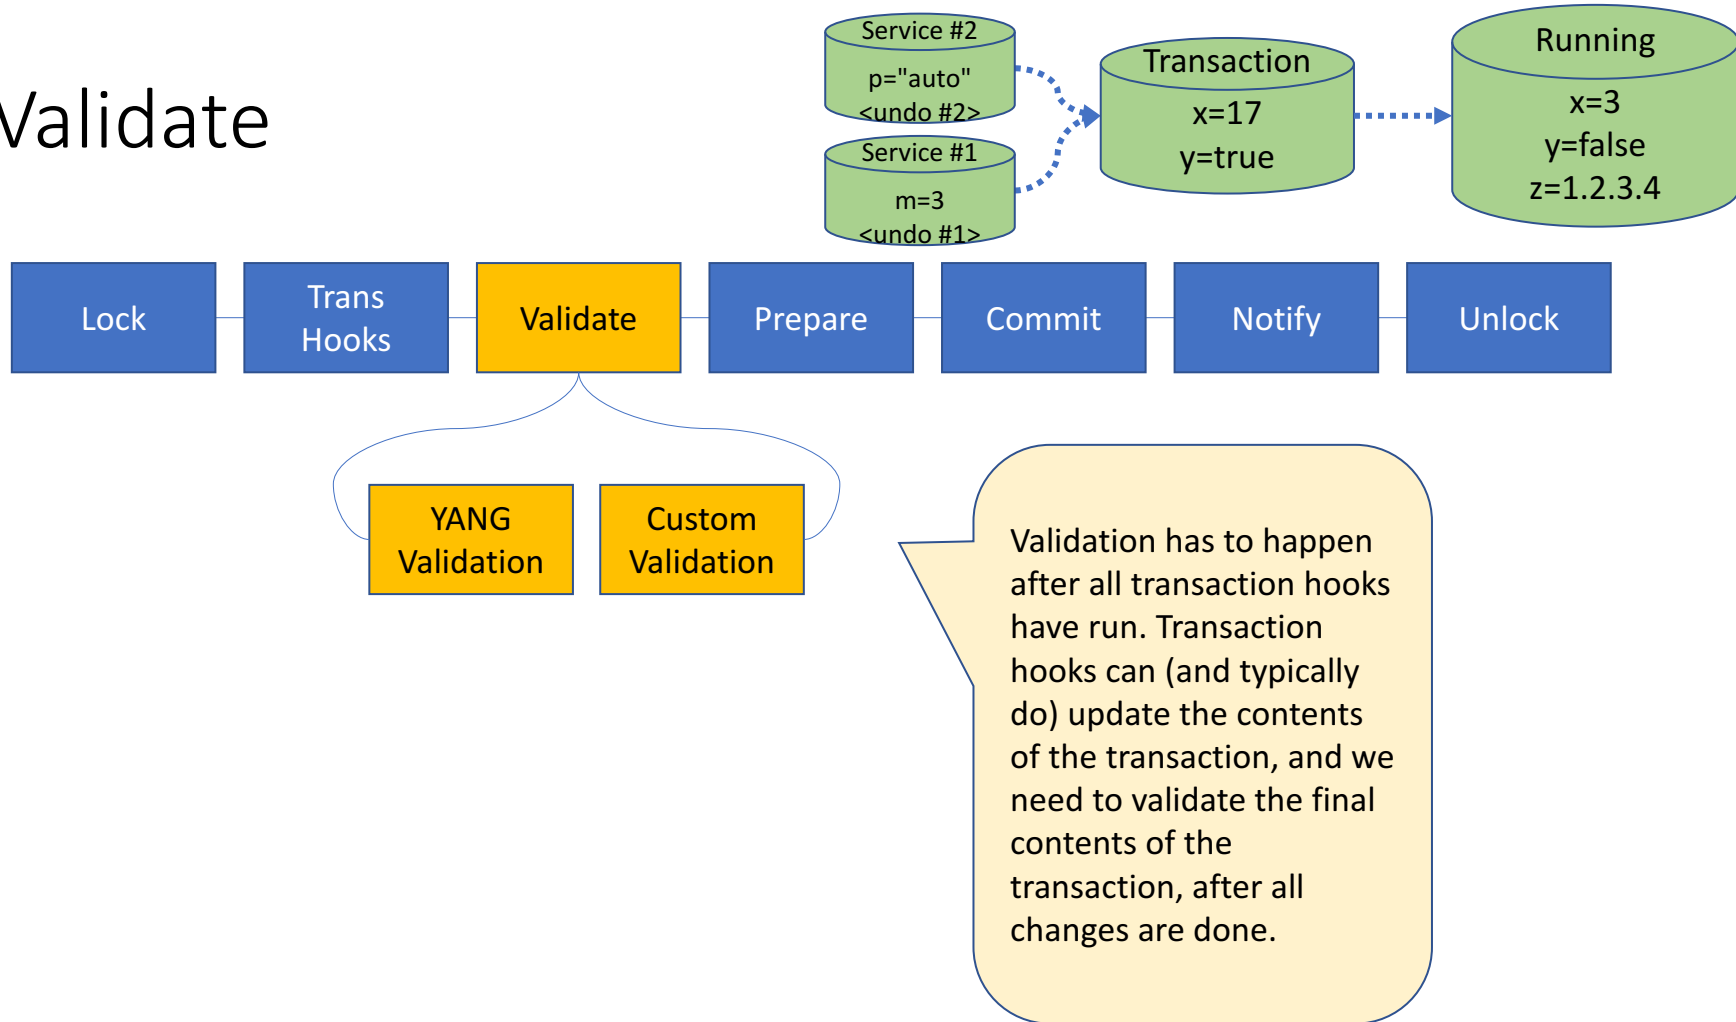 Validate
Service #2
p="auto"
<undo #2>
Service #1
m=3
<undo #1>
Transaction
x=17
y=true
Running
x=3
y=false
z=1.2.3.4
Lock
Trans
Hooks
Validate
Prepare
Commit
Notify
Unlock
YANG
Validation
Custom
Validation
Validation has to happen
after all transaction hooks
have run. Transaction
hooks can (and typically
do) update the contents
of the transaction, and we
need to validate the final
contents of the
transaction, after all
changes are done.